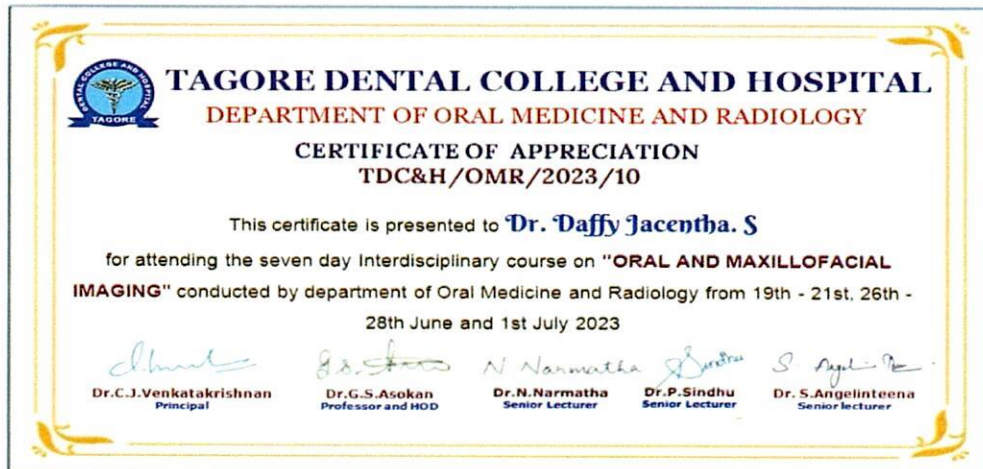 DENTAL COLLEGE AND HOSPITAL
TAGORE
TAGORE DENTAL COLLEGE AND HOSPITAL
DEPARTMENT OF ORAL MEDICINE AND RADIOLOGY
CERTIFICATE OF APPRECIATION
TDC&H/OMR/2023/10
This certificate is presented to Dr. Daffy Jacentha. S
for attending the seven day Interdisciplinary course on "ORAL AND MAXILLOFACIAL
IMAGING" conducted by department of Oral Medicine and Radiology from 19th - 21st, 26th -
28th June and 1st July 2023
N Narmatha
Sindhu
Dr.C.J.Venkatakrishnan Dr.G.S.Asokan Dr.N.Narmatha Dr.P.Sindhu Dr. S.Angelinteena
Principal Professor and HOD Senior Lecturer Senior Lecturer Senior lecturer